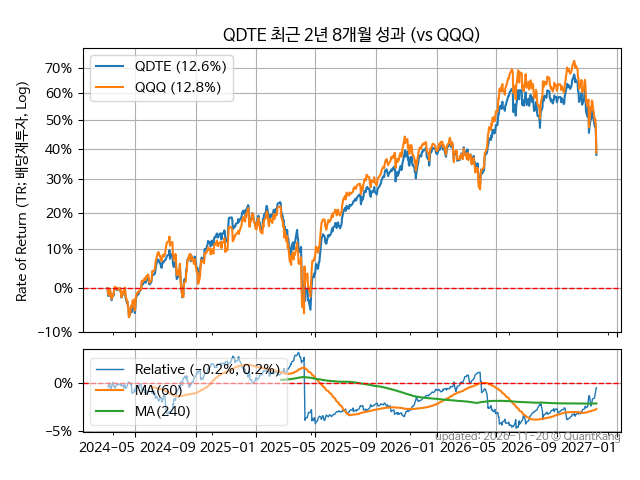 QDTE 최근 2년 8개월 성과 (vs QQQ)
Rate of Return (TR: 배당재투자, Log)
70%
60%
50%
40%
30%
20%
10%
0%
−10%
QDTE (12.6%)
QQQ (12.8%)
0%
−5%
Relative (−0.2%, 0.2%)
MA(60)
MA(240)
2024-05 2024-09 2025-01 2025-05 2025-09 2026-01 2026-05 2026-09 2027-01
updated: 2026-11-20 © QuantKang